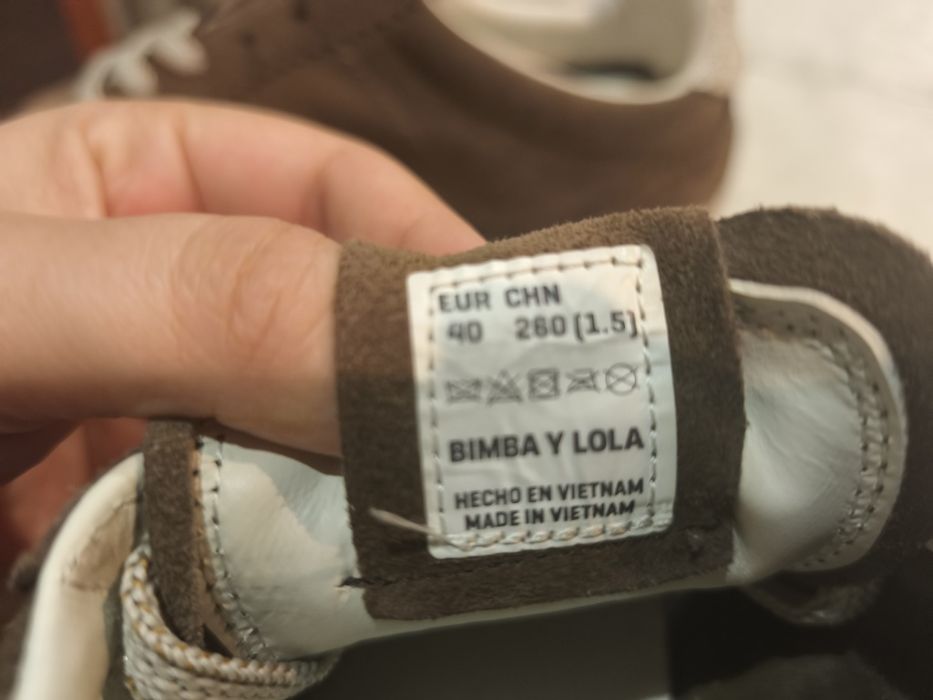 EUR CHN
40 260 [1.5]
BIMBA Y LOLA
HECHO EN VIETNAM
MADE IN VIETNAM